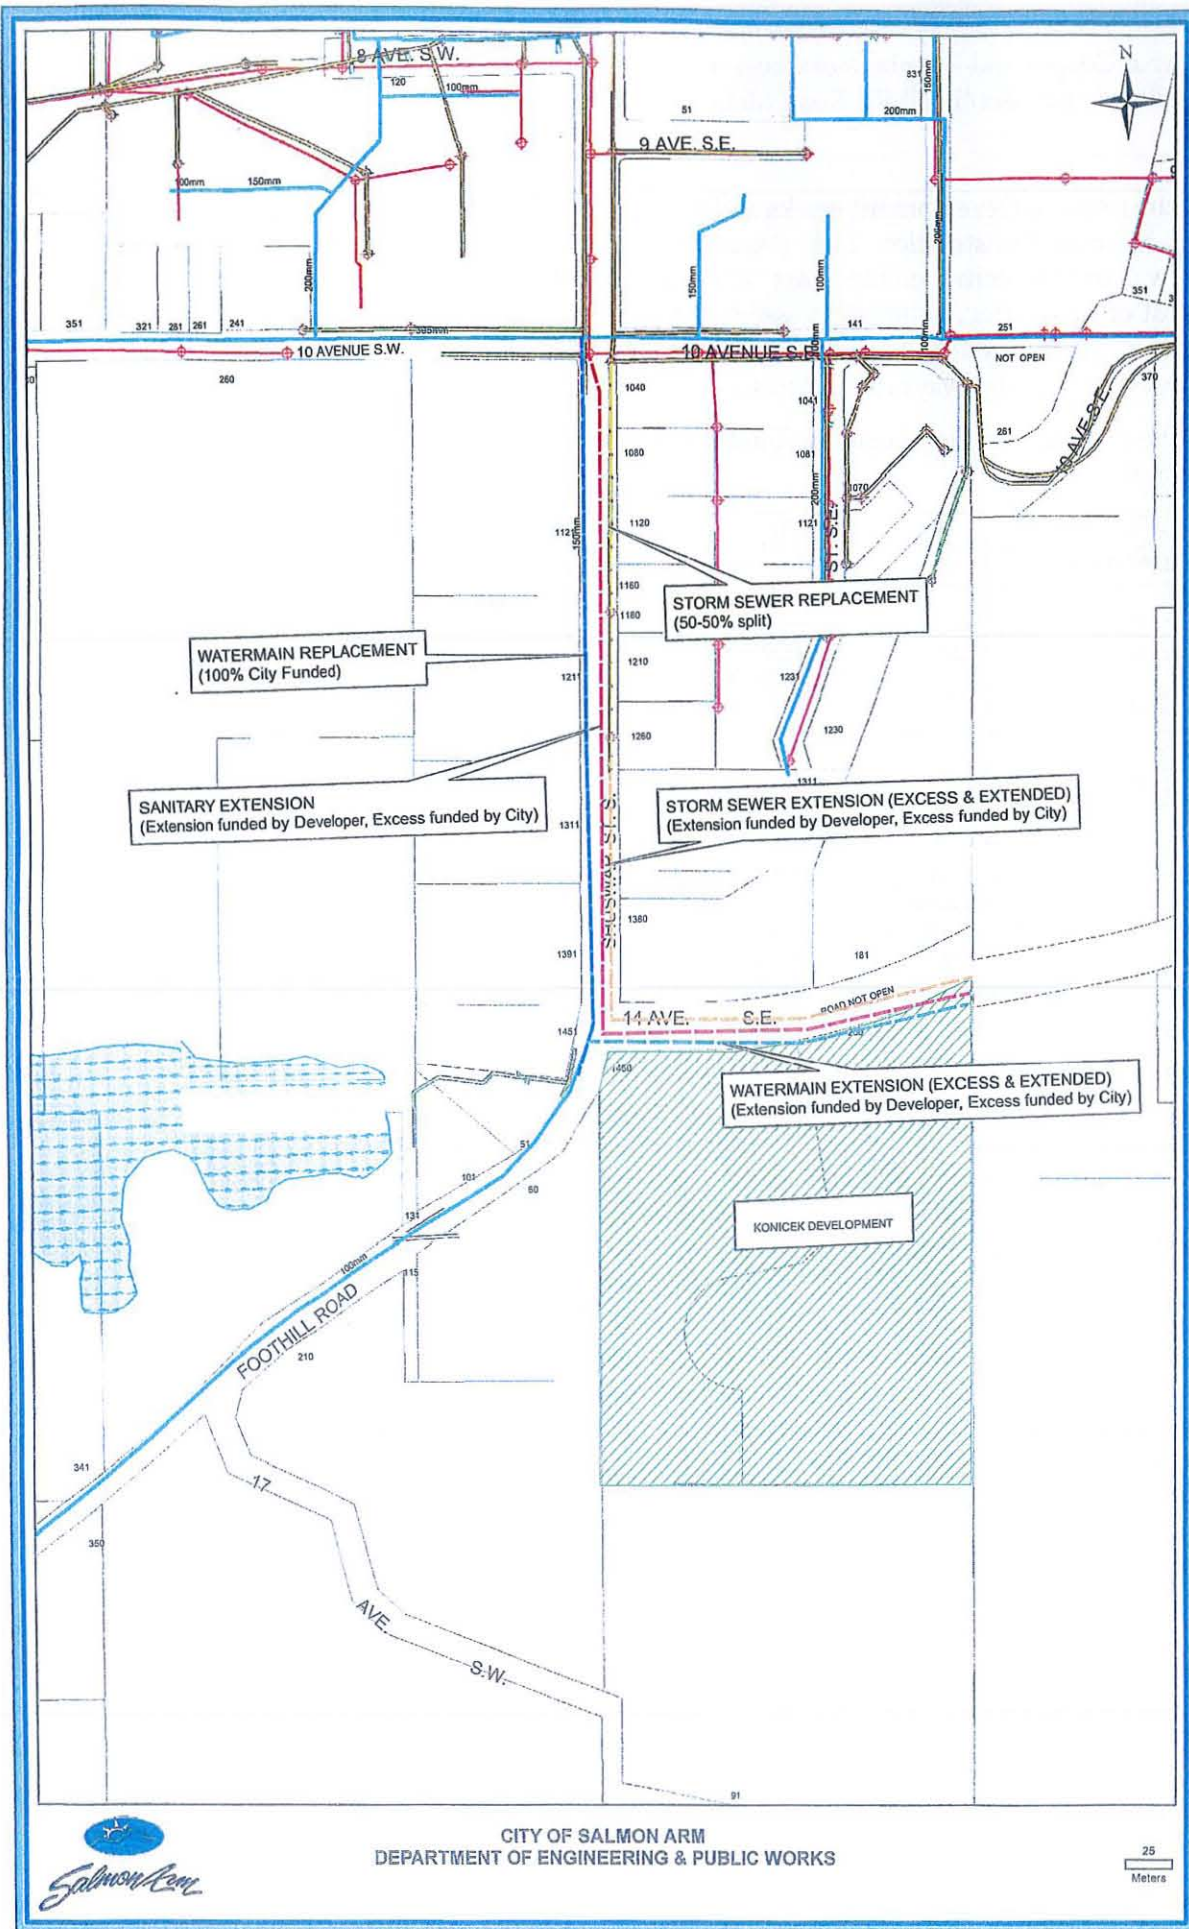 8 AVE. S.W.
N
120
100mm
831
150mm
51
200mm
9 AVE. S.E.
100mm
150mm
200mm
200mm
150mm
100mm
351
351
321
281
261
241
141
251
10 AVENUE S.W.
10 AVENUE S.E.
100mm
NOT OPEN
260
370
1040
1041
261
10 AVE. S.E.
1080
1081
200mm
1070
1121
150mm
1120
1121
ST. S.E.
1160
1180
STORM SEWER REPLACEMENT
(50-50% split)
WATERMAIN REPLACEMENT
(100% City Funded)
1211
1210
1231
1260
1230
1311
SANITARY EXTENSION
(Extension funded by Developer, Excess funded by City)
STORM SEWER EXTENSION (EXCESS & EXTENDED)
(Extension funded by Developer, Excess funded by City)
1311
SHUSWAP ST. S.
1380
1391
181
ROAD NOT OPEN
14 AVE. S.E.
1451
1450
WATERMAIN EXTENSION (EXCESS & EXTENDED)
(Extension funded by Developer, Excess funded by City)
51
101
60
131
KONICEK DEVELOPMENT
100mm
115
FOOTHILL ROAD
210
341
17
350
AVE.
S.W.
91
CITY OF SALMON ARM
DEPARTMENT OF ENGINEERING & PUBLIC WORKS
25
Meters
Salmon Arm